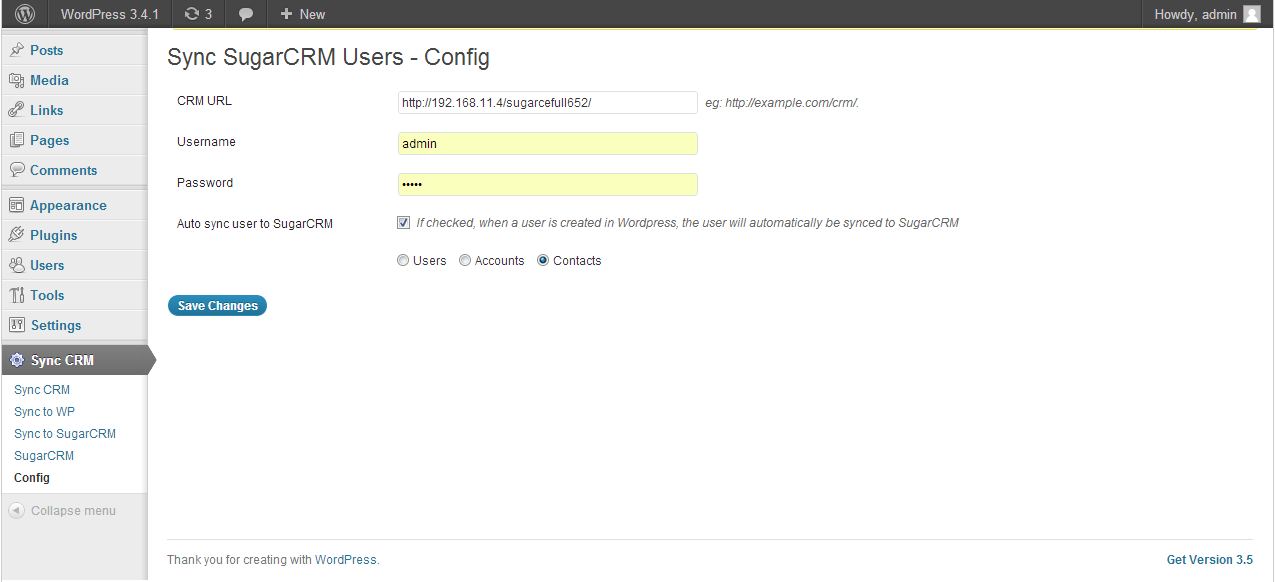 WordPress 3.4.1 3 + New Howdy, admin
Posts
Media
Links
Pages
Comments
Appearance
Plugins
Users
Tools
Settings
Sync CRM
Sync CRM
Sync to WP
Sync to SugarCRM
SugarCRM
Config
Collapse menu
Sync SugarCRM Users - Config
CRM URL http://192.168.11.4/sugarcefull652/ eg: http://example.com/crm/.
Username admin
Password •••••
Auto sync user to SugarCRM If checked, when a user is created in Wordpress, the user will automatically be synced to SugarCRM
Users Accounts Contacts
Save Changes
Thank you for creating with WordPress. Get Version 3.5